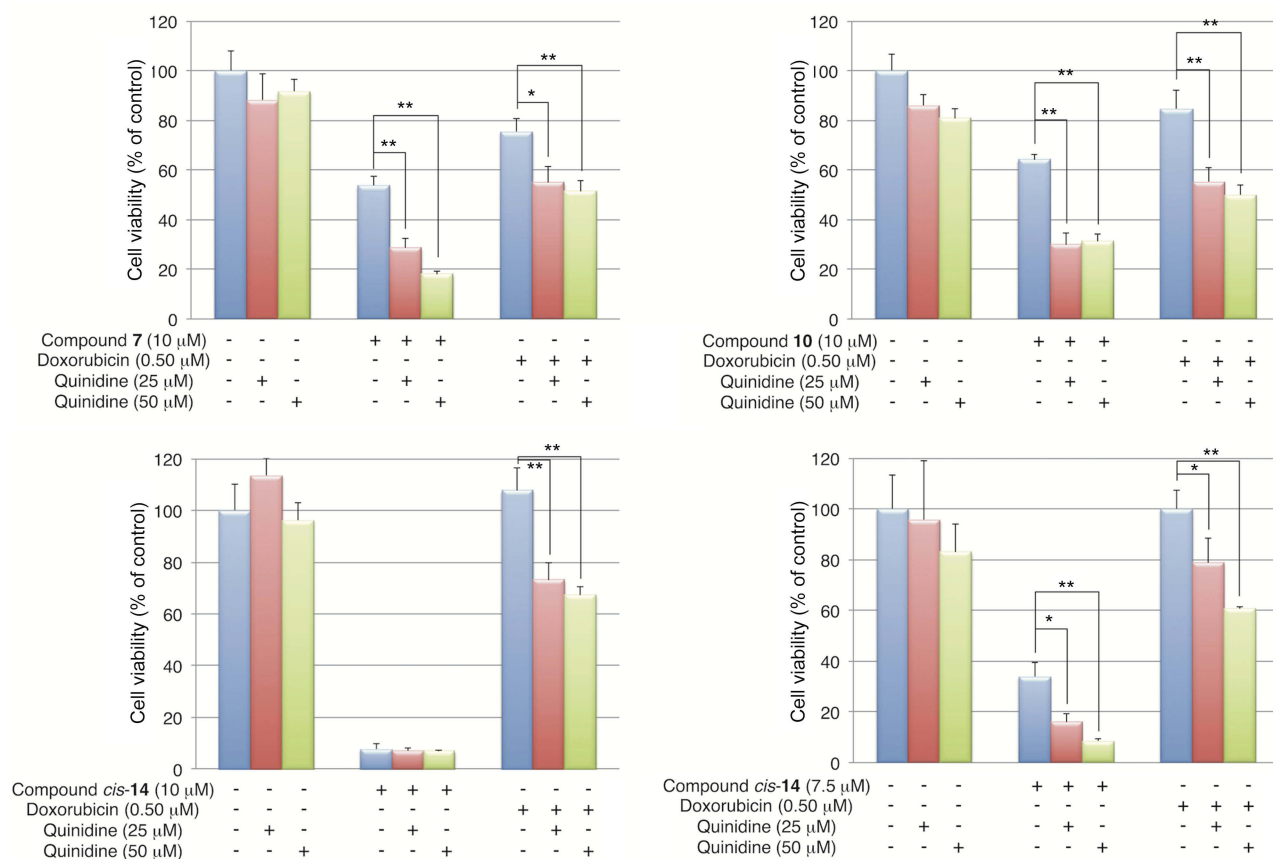 120
100
80
60
40
20
0
Cell viability (% of control)
** ** * **
Compound 7 (10 μM) - - - + + + - - -
Doxorubicin (0.50 μM) - - - - - - + + +
Quinidine (25 μM) - + - - + - - + -
Quinidine (50 μM) - - + - - + - - +
120
100
80
60
40
20
0
Cell viability (% of control)
** ** ** **
Compound 10 (10 μM) - - - + + + - - -
Doxorubicin (0.50 μM) - - - - - - + + +
Quinidine (25 μM) - + - - + - - + -
Quinidine (50 μM) - - + - - + - - +
120
100
80
60
40
20
0
Cell viability (% of control)
** **
Compound cis-14 (10 μM) - - - + + + - - -
Doxorubicin (0.50 μM) - - - - - - + + +
Quinidine (25 μM) - + - - + - - + -
Quinidine (50 μM) - - + - - + - - +
120
100
80
60
40
20
0
Cell viability (% of control)
* ** * **
Compound cis-14 (7.5 μM) - - - + + + - - -
Doxorubicin (0.50 μM) - - - - - - + + +
Quinidine (25 μM) - + - - + - - + -
Quinidine (50 μM) - - + - - + - - +